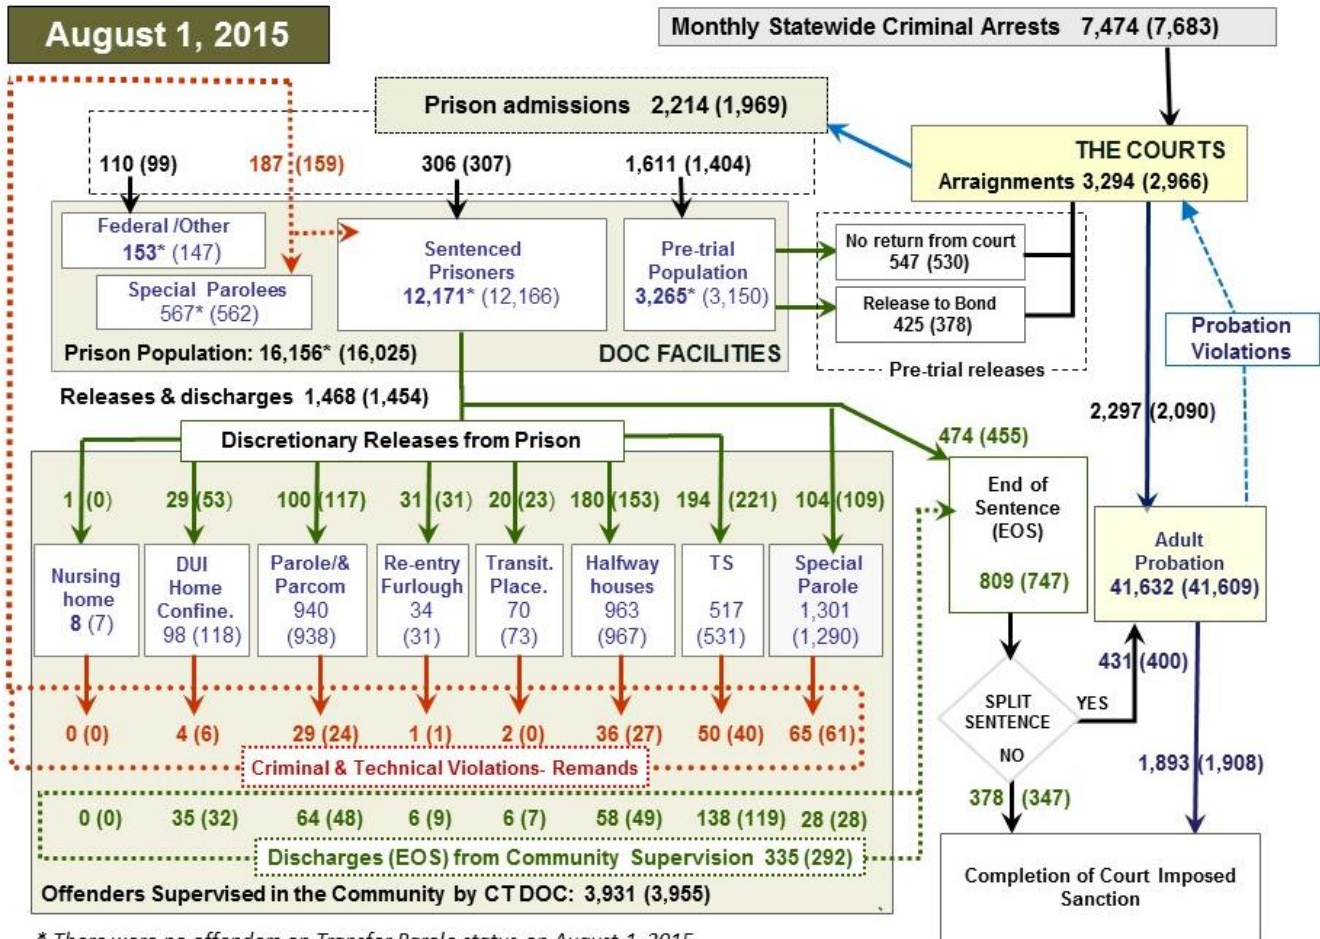 August 1, 2015
Monthly Statewide Criminal Arrests 7,474 (7,683)
Prison admissions 2,214 (1,969)
THE COURTS
Arraignments 3,294 (2,966)
110 (99)
187 (159)
306 (307)
1,611 (1,404)
Federal /Other
153* (147)
Special Parolees
567* (562)
Sentenced
Prisoners
12,171* (12,166)
Pre-trial
Population
3,265* (3,150)
No return from court
547 (530)
Release to Bond
425 (378)
Pre-trial releases
Probation
Violations
Prison Population: 16,156* (16,025)
DOC FACILITIES
Releases & discharges 1,468 (1,454)
2,297 (2,090)
Discretionary Releases from Prison
474 (455)
1 (0)
29 (53)
100 (117)
31 (31)
20 (23)
180 (153)
194 (221)
104 (109)
End of
Sentence
(EOS)
809 (747)
Adult
Probation
41,632 (41,609)
Nursing
home
8 (7)
DUI
Home
Confine.
98 (118)
Parole/&
Parcom
940
(938)
Re-entry
Furlough
34
(31)
Transit.
Place.
70
(73)
Halfway
houses
963
(967)
TS
517
(531)
Special
Parole
1,301
(1,290)
431 (400)
SPLIT
SENTENCE
YES
NO
0 (0)
4 (6)
29 (24)
1 (1)
2 (0)
36 (27)
50 (40)
65 (61)
Criminal & Technical Violations- Remands
1,893 (1,908)
378 (347)
0 (0)
35 (32)
64 (48)
6 (9)
6 (7)
58 (49)
138 (119)
28 (28)
Discharges (EOS) from Community Supervision 335 (292)
Offenders Supervised in the Community by CT DOC: 3,931 (3,955)
Completion of Court Imposed
Sanction
* There were no offenders on Transfer Parole status on August 1, 2015